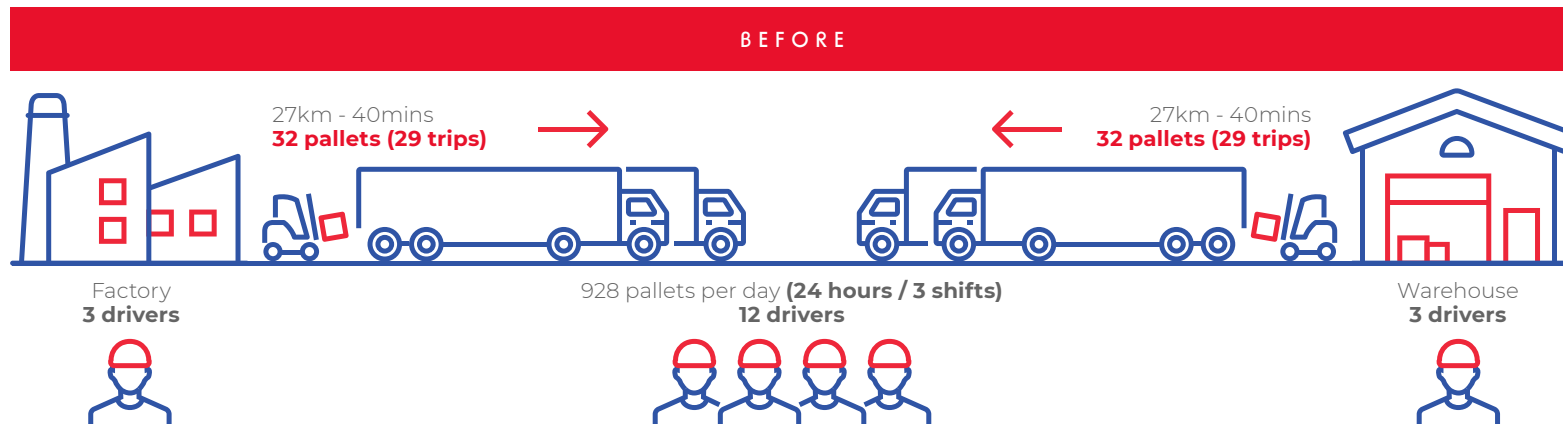 BEFORE
27km - 40mins
32 pallets (29 trips)
27km - 40mins
32 pallets (29 trips)
Factory
3 drivers
928 pallets per day (24 hours / 3 shifts)
12 drivers
Warehouse
3 drivers